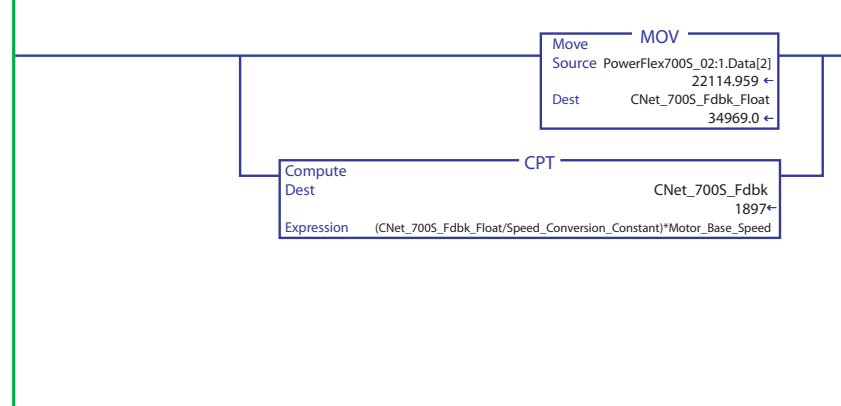 MOV
Move
Source PowerFlex700S_02:1.Data[2]
22114.959 ←
Dest CNet_700S_Fdbk_Float
34969.0 ←
CPT
Compute
Dest CNet_700S_Fdbk
1897←
Expression (CNet_700S_Fdbk_Float/Speed_Conversion_Constant)*Motor_Base_Speed